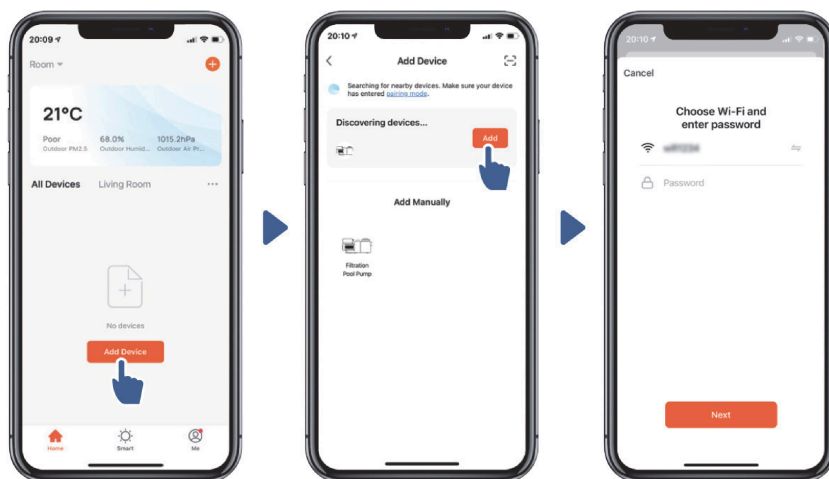 20:09
Room
21°C
Poor
68.0%
1015.2hPa
Outdoor PM2.5
Outdoor Humid...
Outdoor Air Pr...
All Devices
Living Room
No devices
Add Device
Home
Smart
Me
20:10
Add Device
Searching for nearby devices. Make sure your device
has entered pairing mode.
Discovering devices...
Add
Add Manually
Filtration
Pool Pump
20:10
Cancel
Choose Wi-Fi and
enter password
Password
Next